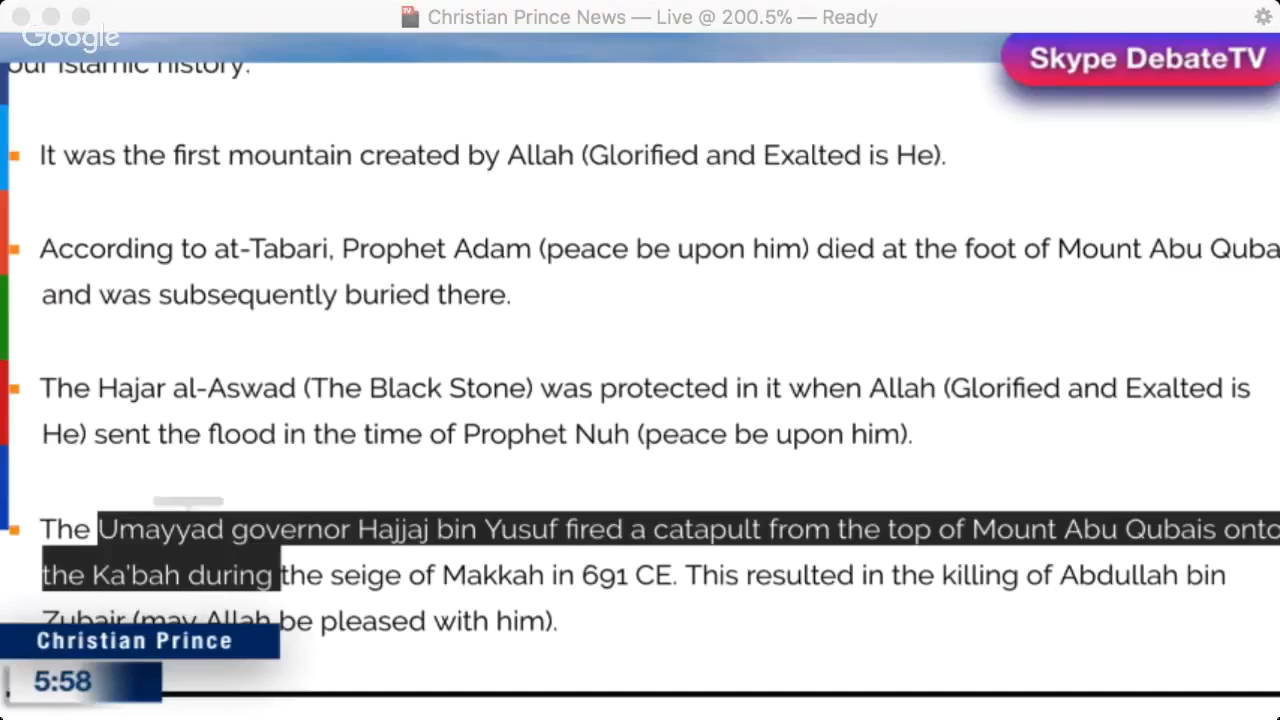 Christian Prince News — Live @ 200.5% — Ready
Google
Skype DebateTV
our Islamic history.
It was the first mountain created by Allah (Glorified and Exalted is He).
According to at-Tabari, Prophet Adam (peace be upon him) died at the foot of Mount Abu Quba
and was subsequently buried there.
The Hajar al-Aswad (The Black Stone) was protected in it when Allah (Glorified and Exalted is
He) sent the flood in the time of Prophet Nuh (peace be upon him).
The Umayyad governor Hajjaj bin Yusuf fired a catapult from the top of Mount Abu Qubais onto
the Ka'bah during the seige of Makkah in 691 CE. This resulted in the killing of Abdullah bin
Zubair (may Allah be pleased with him).
Christian Prince
5:58